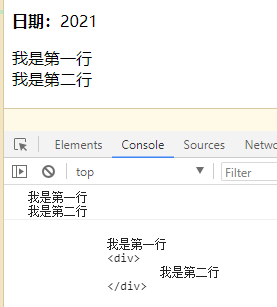 日期：2021
我是第一行
我是第二行
Elements Console Sources Netwo
top Filter
我是第一行
我是第二行
我是第一行
<div>
我是第二行
</div>